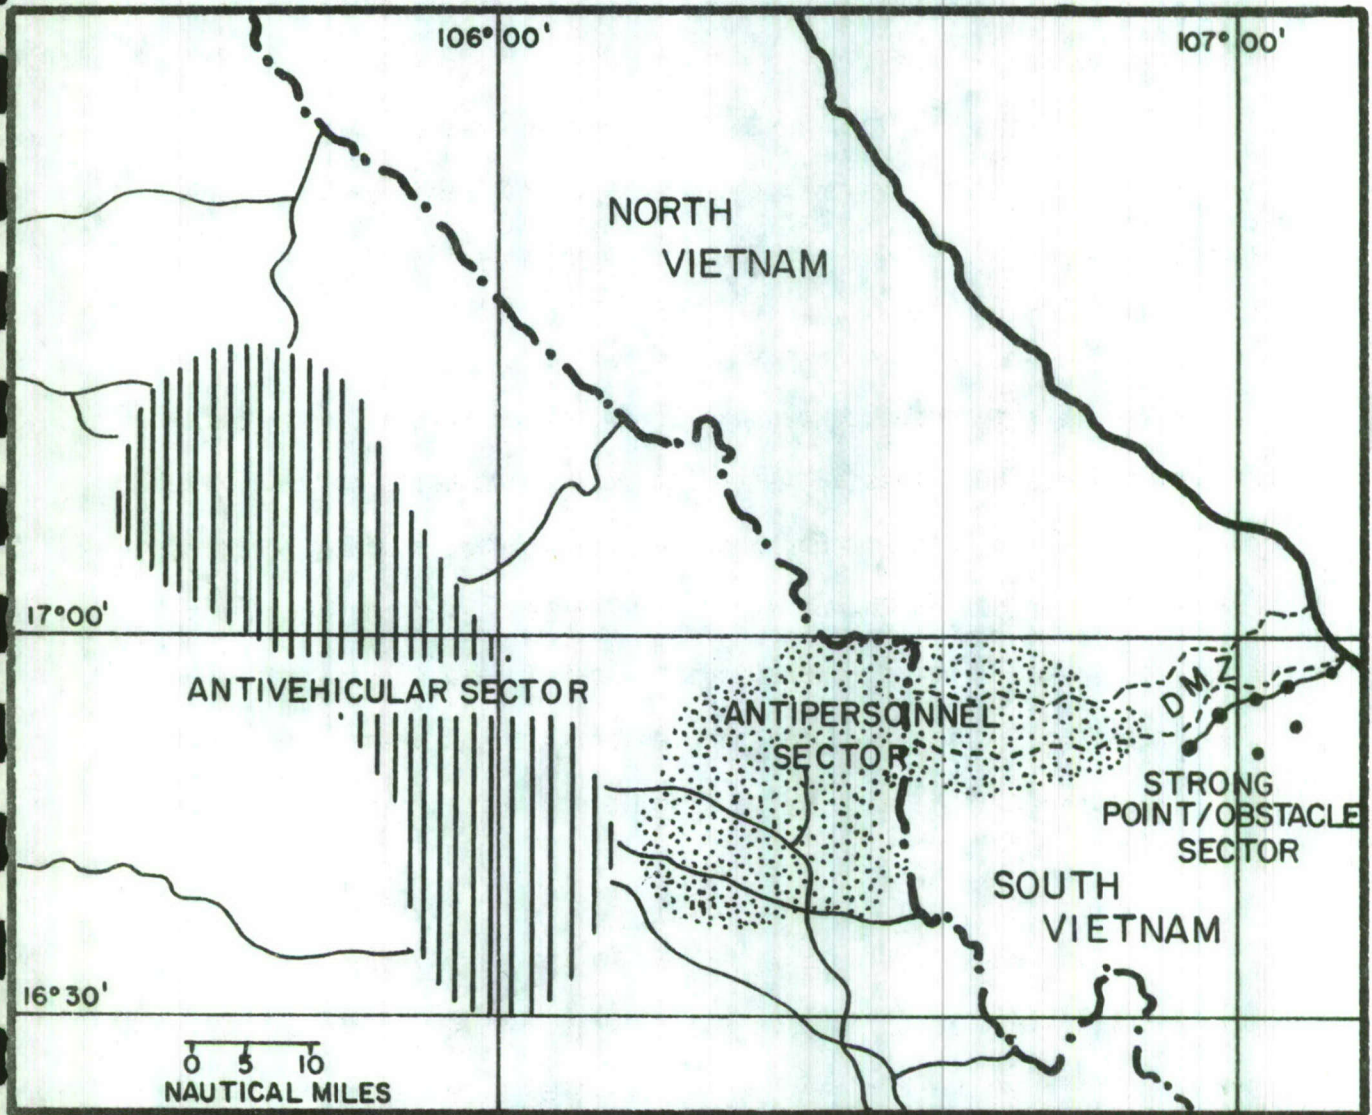 106°00'
107°00'
NORTH
VIETNAM
17°00'
ANTIVEHICULAR SECTOR
ANTIPERSONNEL
SECTOR
DMZ
STRONG
POINT/OBSTACLE
SECTOR
SOUTH
VIETNAM
16°30'
0 5 10
NAUTICAL MILES